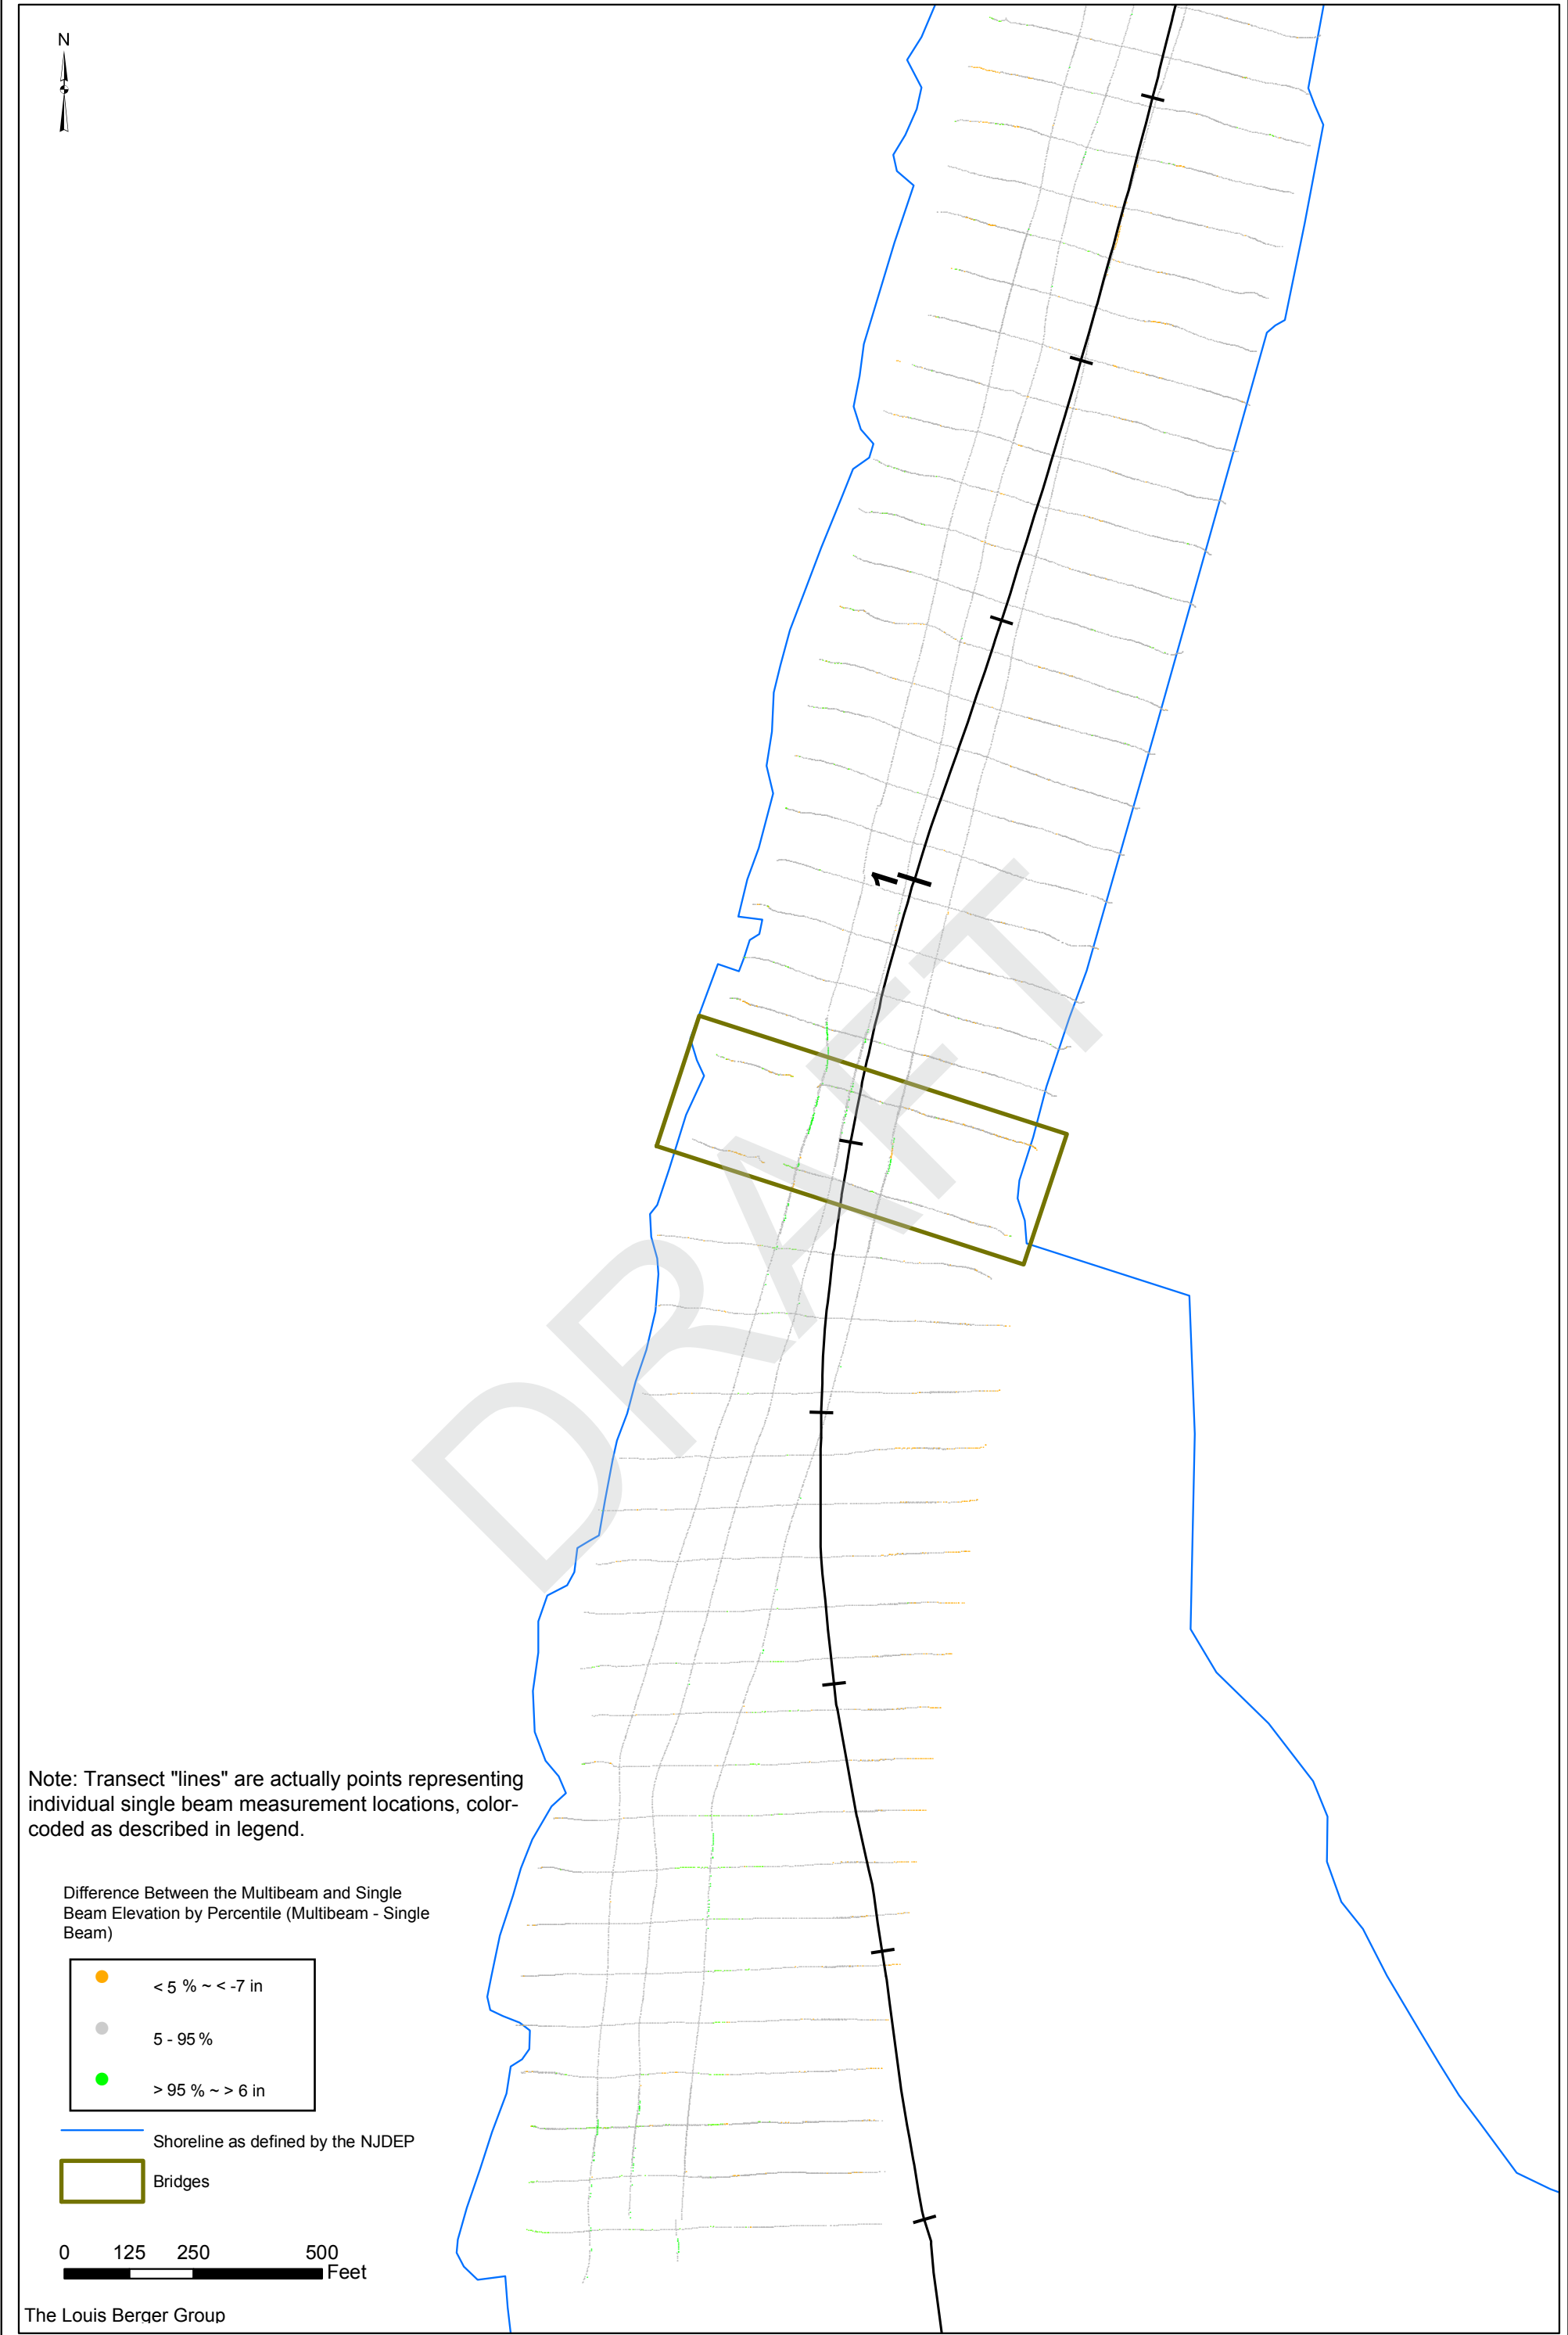 N
1
DRAFT
Note: Transect "lines" are actually points representing
individual single beam measurement locations, color-
coded as described in legend.
Difference Between the Multibeam and Single
Beam Elevation by Percentile (Multibeam - Single
Beam)
< 5 % ~ < -7 in
5 - 95 %
> 95 % ~ > 6 in
Shoreline as defined by the NJDEP
Bridges
0 125 250 500
Feet
The Louis Berger Group